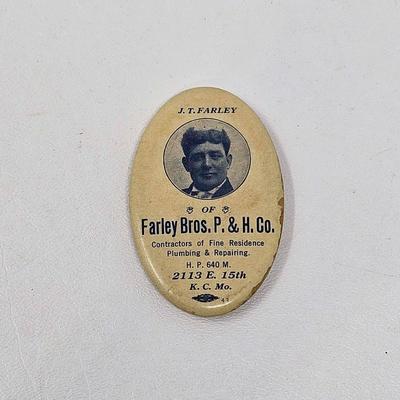 J. T. FARLEY
OF
Farley Bros. P. & H. Co.
Contractors of Fine Residence
Plumbing & Repairing.
H. P. 640 M.
2113 E. 15th
K. C. Mo.